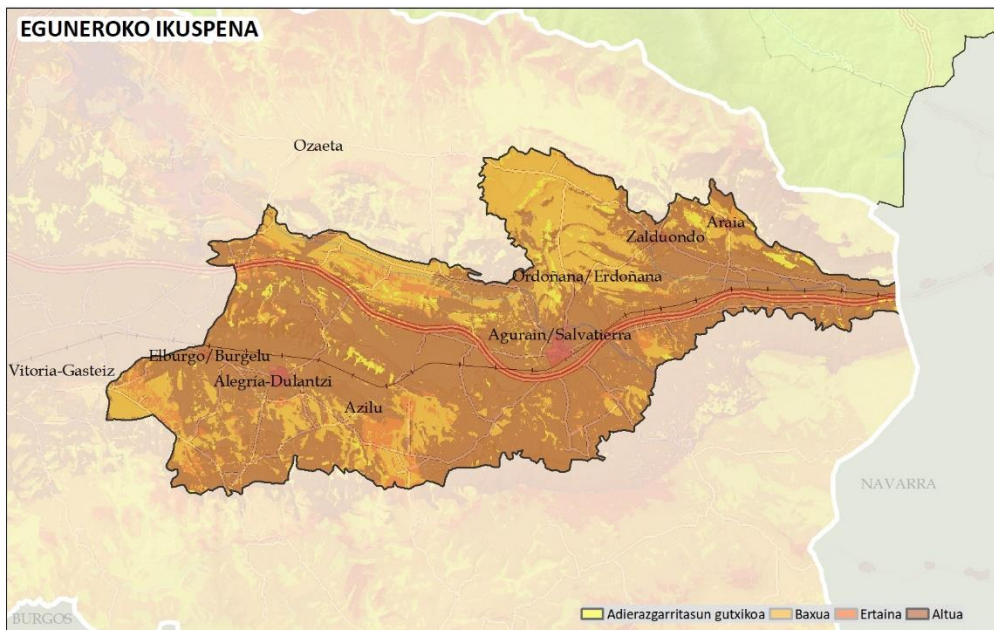 EGUNEROKO IKUSPENA
Ozaeta
Araia
Zalduondo
Ordoñana/Erdoñana
Agurain/Salvatierra
Elburgo/Burgelu
Vitoria-Gasteiz
Alegría-Dulantzi
Azilu
NAVARRA
BURGOS
Adierazgarritasun gutxikoa Baxua Ertaina Altua